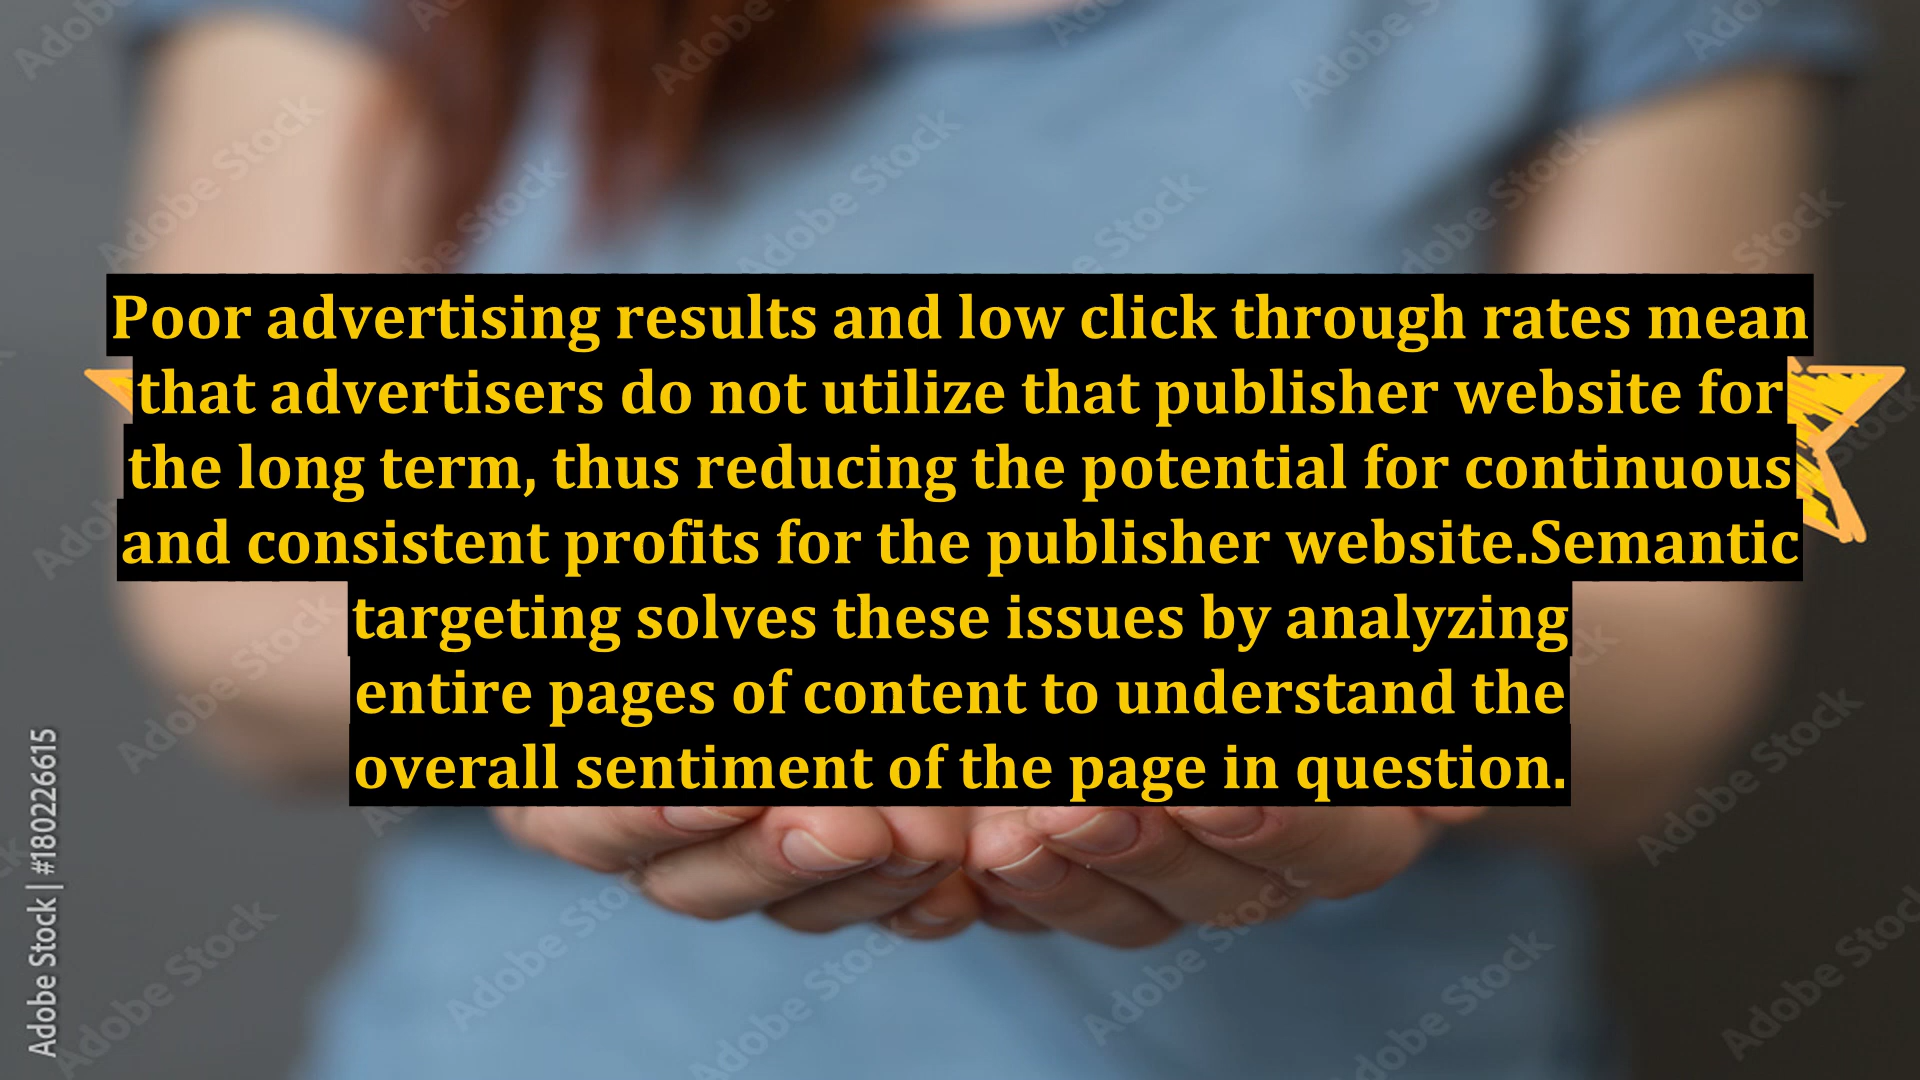 Poor advertising results and low click through rates mean
that advertisers do not utilize that publisher website for
the long term, thus reducing the potential for continuous
and consistent profits for the publisher website.Semantic
targeting solves these issues by analyzing
entire pages of content to understand the
overall sentiment of the page in question.
Adobe Stock | #180226615
Adobe Stock